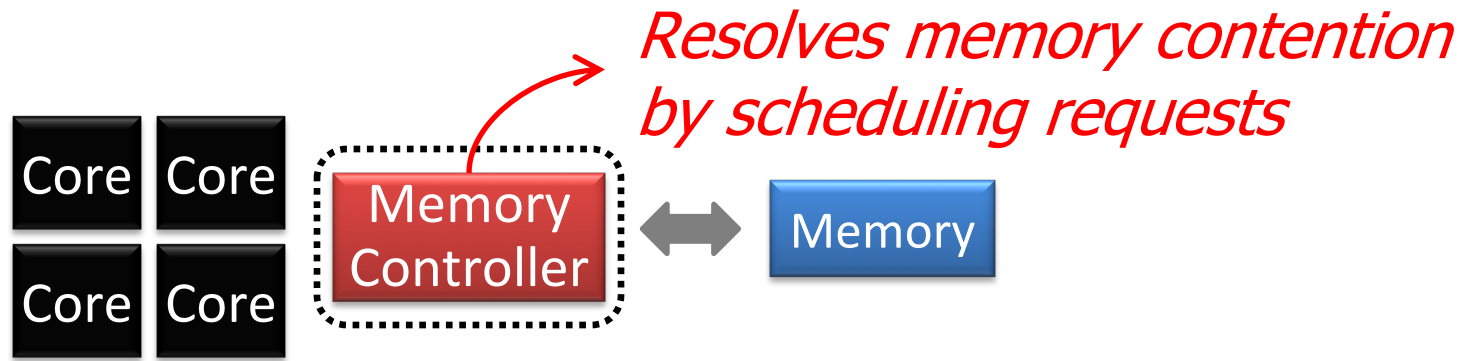 Resolves memory contention
by scheduling requests
Core Core
Core Core
Memory
Controller
Memory